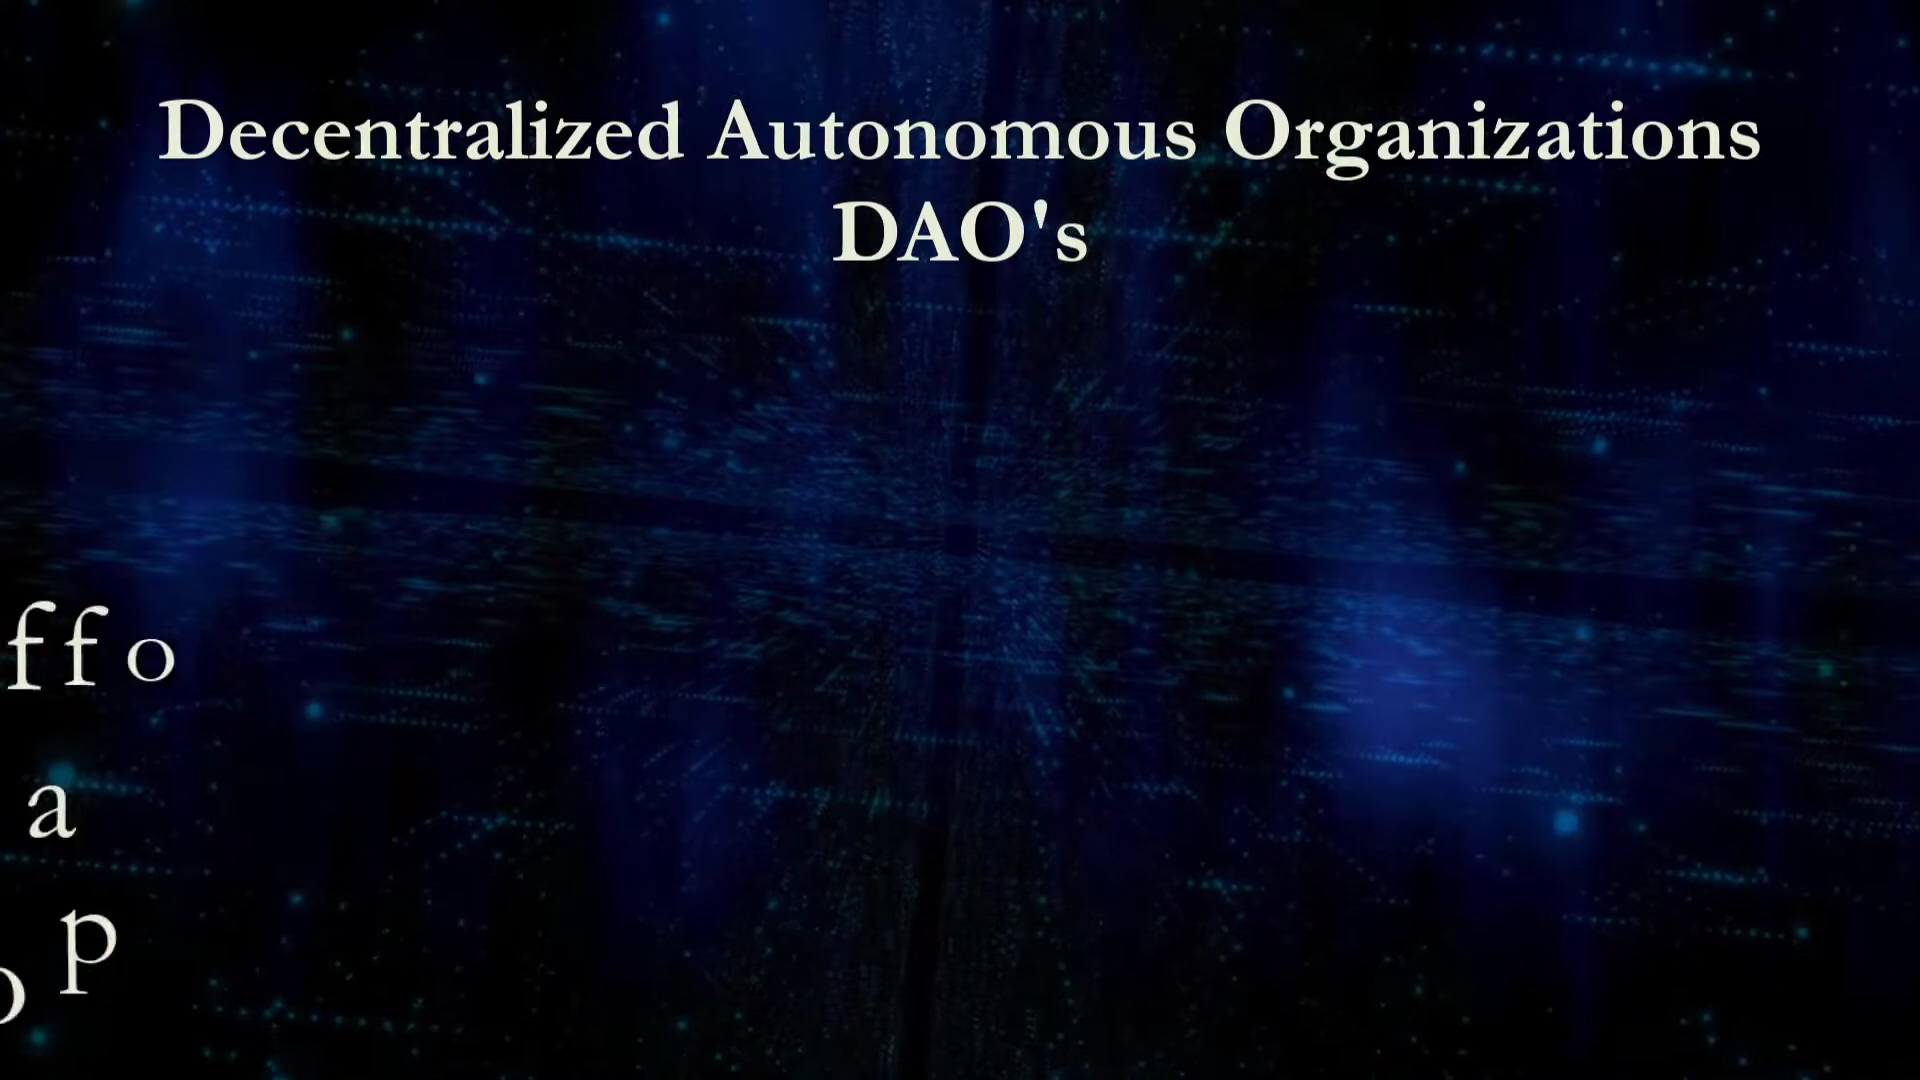 Decentralized Autonomous Organizations
DAO's
f f o
a
p